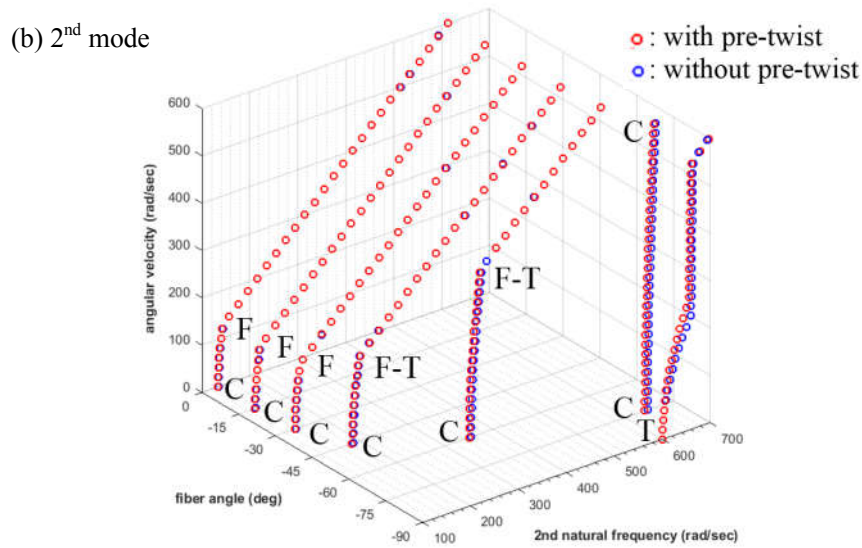 (b) 2nd mode
: with pre-twist
: without pre-twist
600
500
400
300
200
100
0
angular velocity (rad/sec)
C
F-T
F
F
F
F-T
C
C
C
C
C
C
T
0
-15
-30
-45
-60
-75
-90
fiber angle (deg)
100
200
300
400
500
600
700
2nd natural frequency (rad/sec)